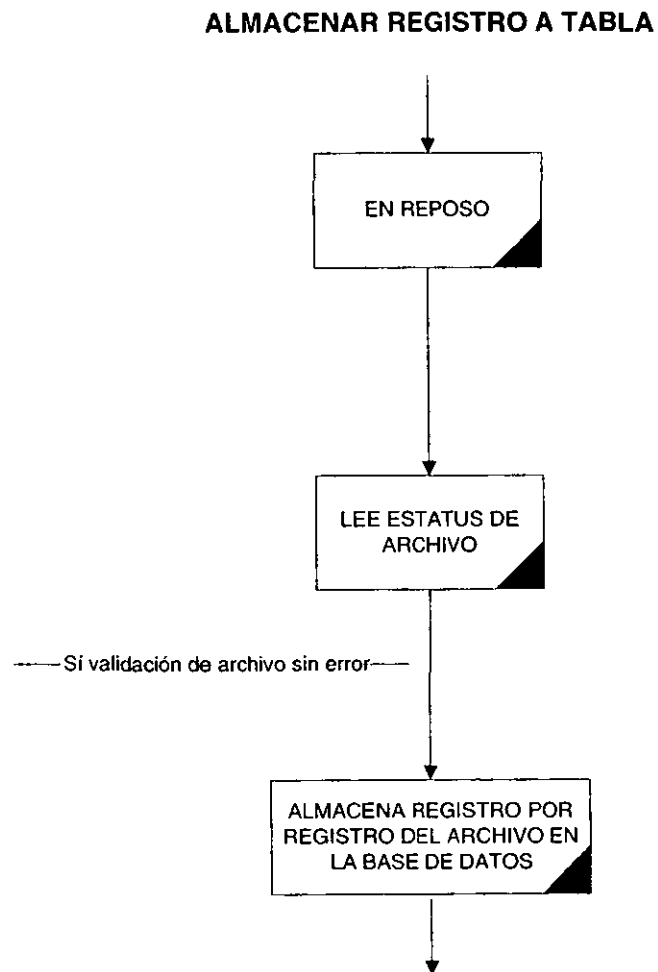 ALMACENAR REGISTRO A TABLA
EN REPOSO
LEE ESTATUS DE
ARCHIVO
Sí validación de archivo sin error
ALMACENA REGISTRO POR
REGISTRO DEL ARCHIVO EN
LA BASE DE DATOS